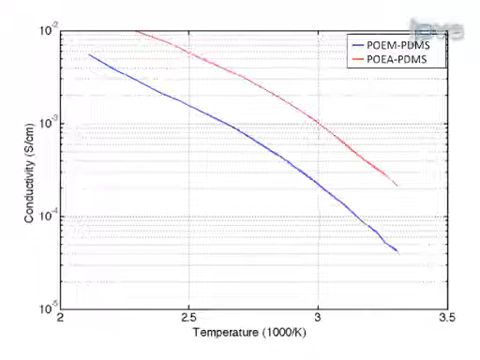 jove
10^-2
POEM-PDMS
POEA-PDMS
10^-3
Conductivity (S/cm)
10^-4
10^-5
2
2.5
3
3.5
Temperature (1000/K)